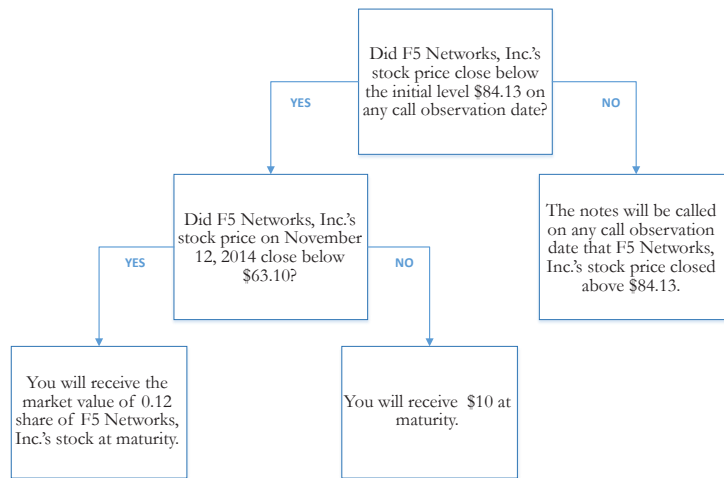 Did F5 Networks, Inc.'s
stock price close below
the initial level $84.13 on
any call observation date?
YES
NO
Did F5 Networks, Inc.'s
stock price on November
12, 2014 close below
$63.10?
The notes will be called
on any call observation
date that F5 Networks,
Inc.'s stock price closed
above $84.13.
YES
NO
You will receive the
market value of 0.12
share of F5 Networks,
Inc.'s stock at maturity.
You will receive $10 at
maturity.